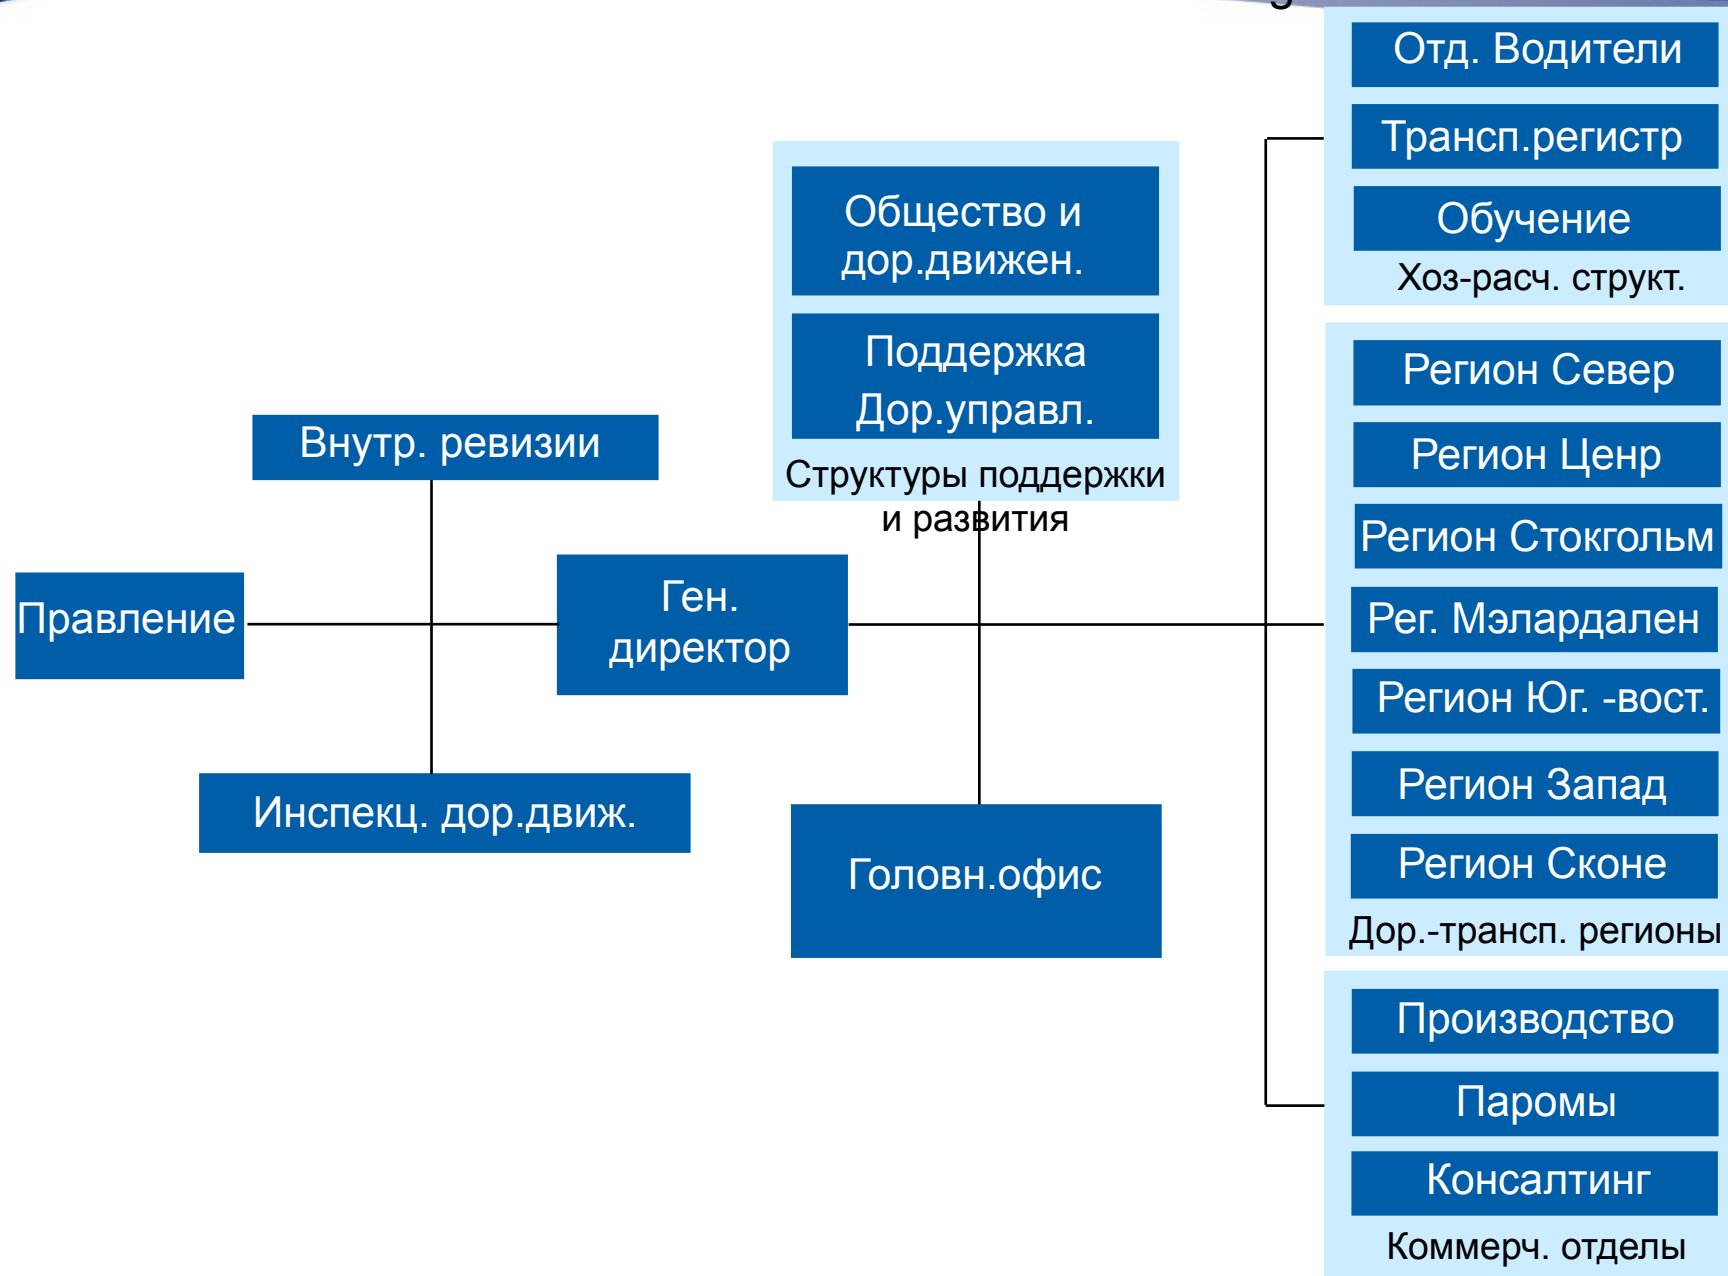 Отд. Водители
Трансп.регистр
Обучение
Хоз-расч. структ.
Общество и
дор.движен.
Поддержка
Дор.управл.
Структуры поддержки
и развития
Внутр. ревизии
Правление
Ген.
директор
Инспекц. дор.движ.
Головн.офис
Регион Север
Регион Ценр
Регион Стокгольм
Рег. Мэлардален
Регион Юг. -вост.
Регион Запад
Регион Сконе
Дор.-трансп. регионы
Производство
Паромы
Консалтинг
Коммерч. отделы